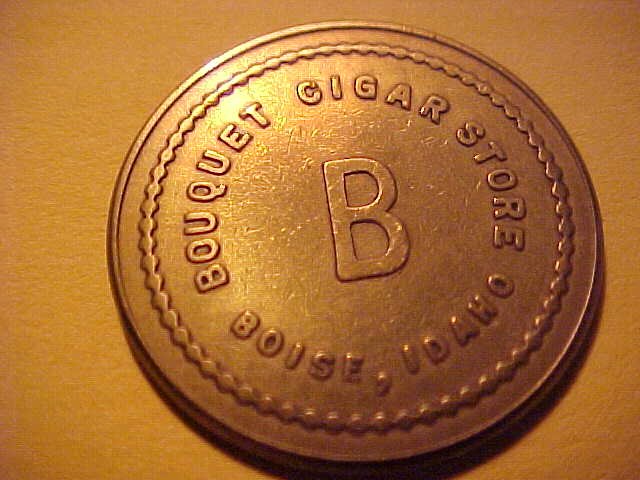 BOUQUET CIGAR STORE
B
BOISE, IDAHO